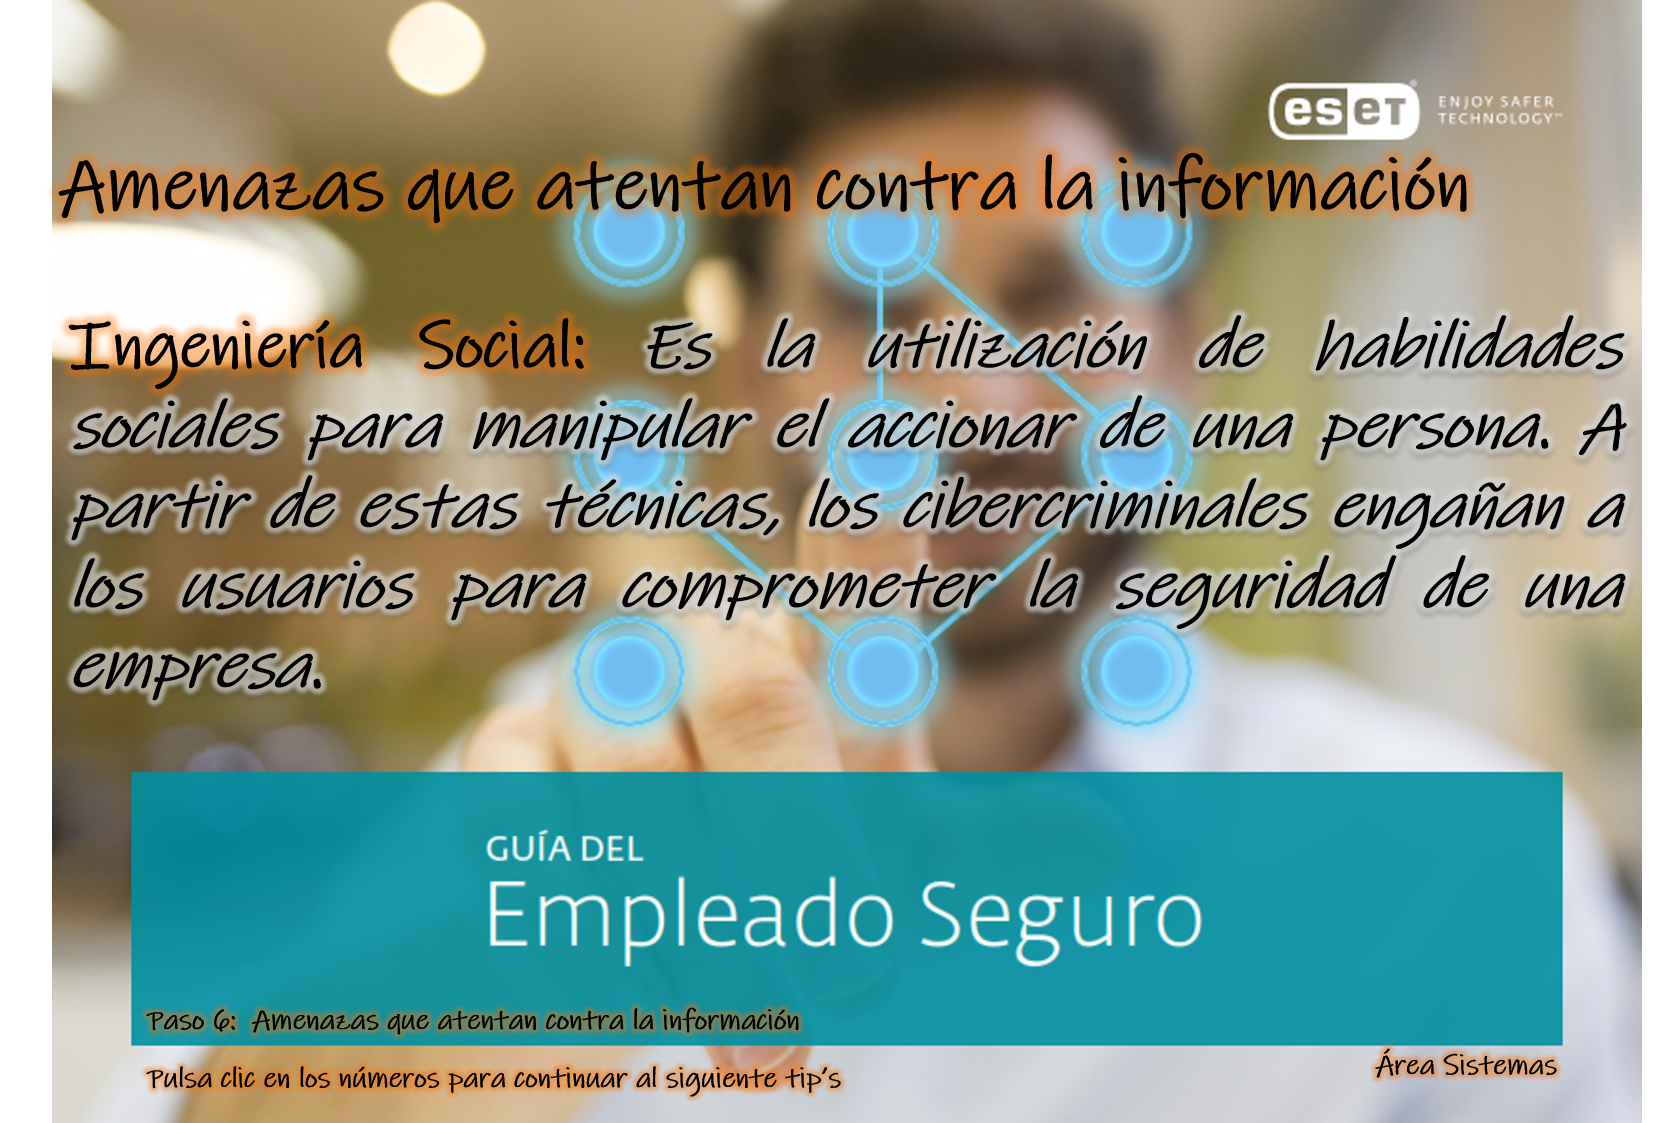 eset ENJOY SAFER
TECHNOLOGY™
Amenazas que atentan contra la información
Ingeniería Social: Es la utilización de habilidades
sociales para manipular el accionar de una persona. A
partir de estas técnicas, los cibercriminales engañan a
los usuarios para comprometer la seguridad de una
empresa.
GUÍA DEL
Empleado Seguro
Paso 6: Amenazas que atentan contra la información
Pulsa clic en los números para continuar al siguiente tip's
Área Sistemas